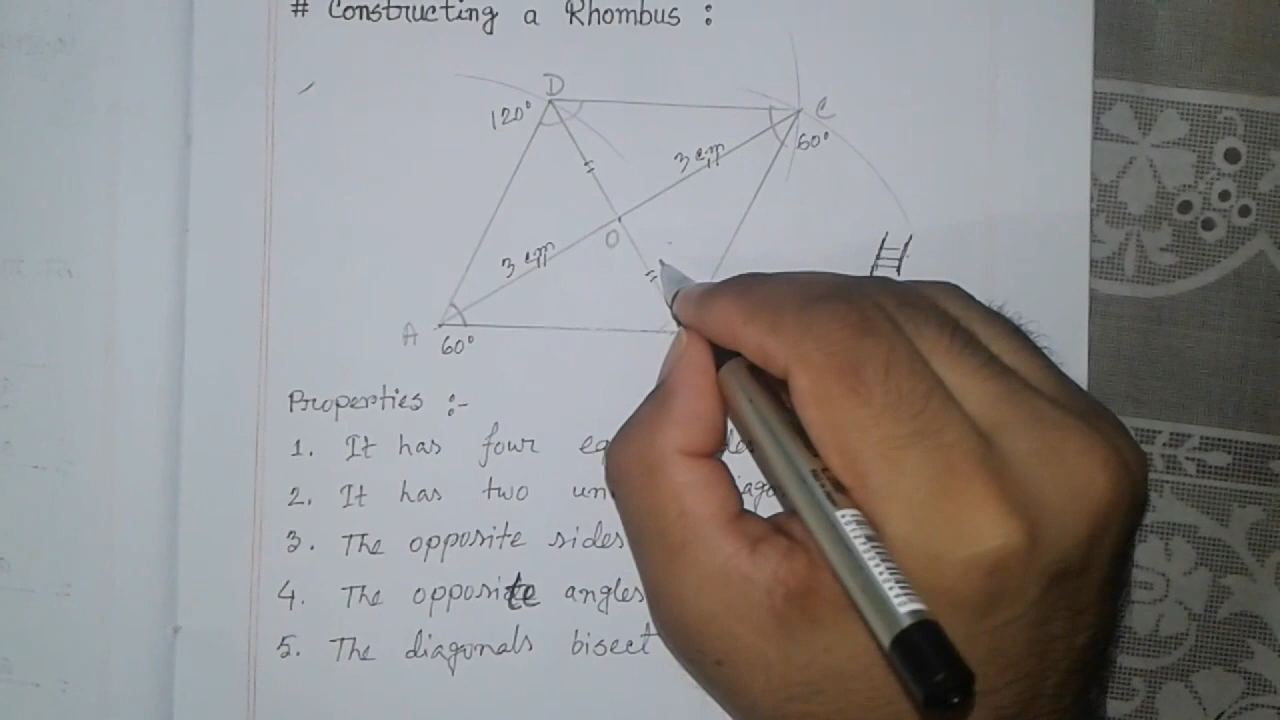 # Constructing a Rhombus :
D
120°
C
3 cm
60°
O
3 cm
A
60°
Properties :-
1. It has four
2. It has two
3. The opposite sides
4. The opposite angles
5. The diagonals bisect